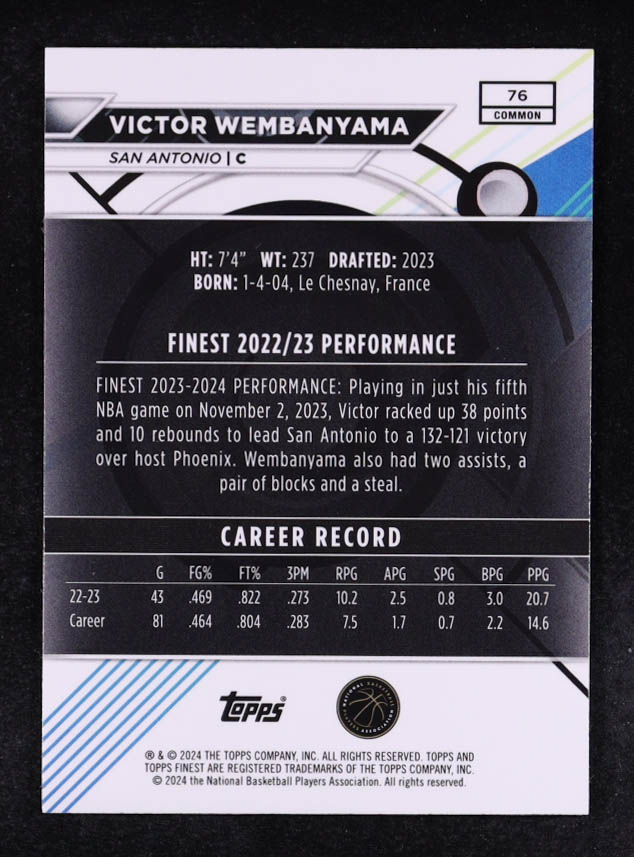 76
COMMON
VICTOR WEMBANYAMA
SAN ANTONIO | C
HT: 7'4" WT: 237 DRAFTED: 2023
BORN: 1-4-04, Le Chesnay, France
FINEST 2022/23 PERFORMANCE
FINEST 2023-2024 PERFORMANCE: Playing in just his fifth
NBA game on November 2, 2023, Victor racked up 38 points
and 10 rebounds to lead San Antonio to a 132-121 victory
over host Phoenix. Wembanyama also had two assists, a
pair of blocks and a steal.
CAREER RECORD
G FG% FT% 3PM RPG APG SPG BPG PPG
22-23 43 .469 .822 .273 10.2 2.5 0.8 3.0 20.7
Career 81 .464 .804 .283 7.5 1.7 0.7 2.2 14.6
Topps®
NATIONAL BASKETBALL PLAYERS ASSOCIATION
® & © 2024 THE TOPPS COMPANY, INC. ALL RIGHTS RESERVED. TOPPS AND
TOPPS FINEST ARE REGISTERED TRADEMARKS OF THE TOPPS COMPANY, INC.
© 2024 the National Basketball Players Association. All rights reserved.